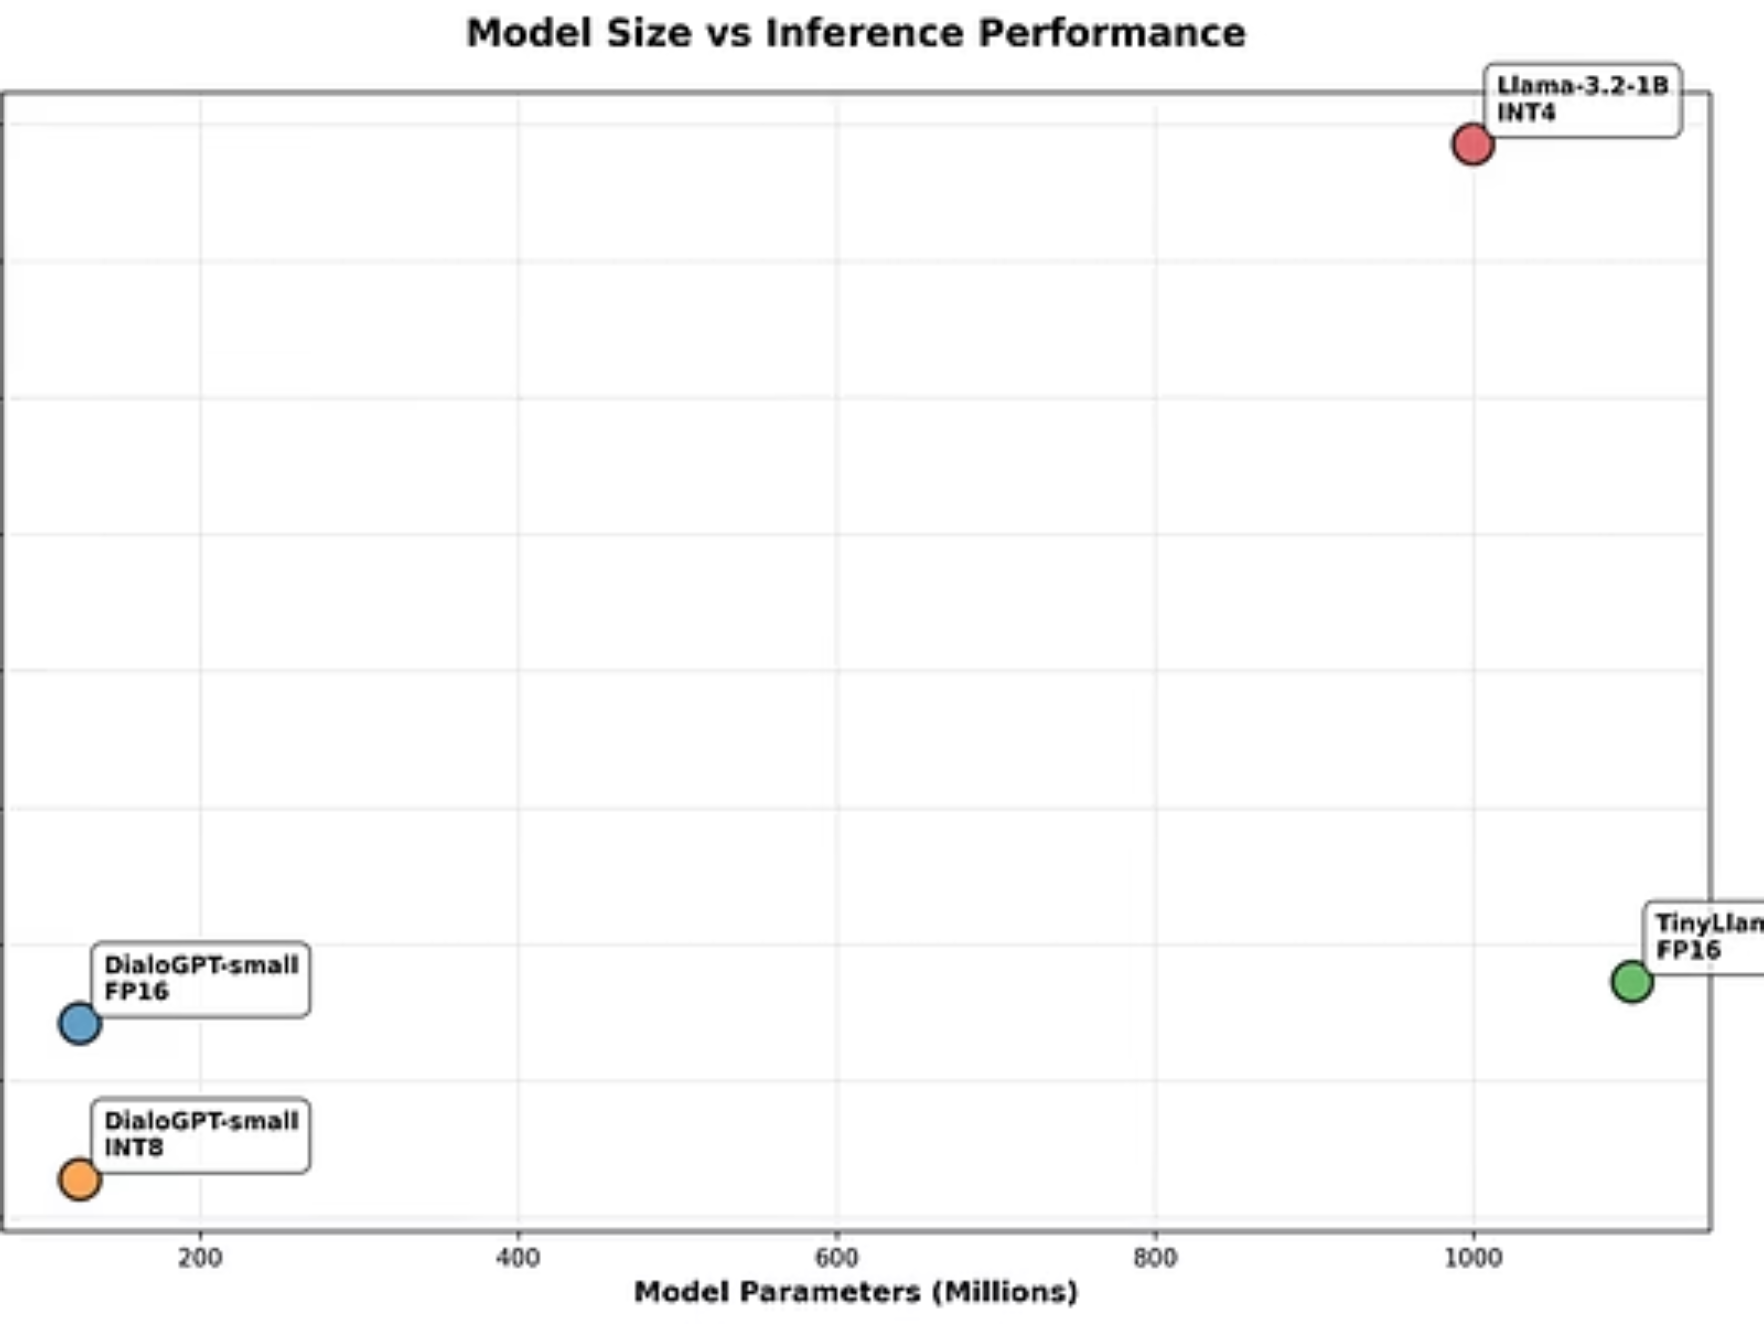 Model Size vs Inference Performance
Llama-3.2-1B
INT4
TinyLlam
FP16
DialoGPT-small
FP16
DialoGPT-small
INT8
200 400 600 800 1000
Model Parameters (Millions)